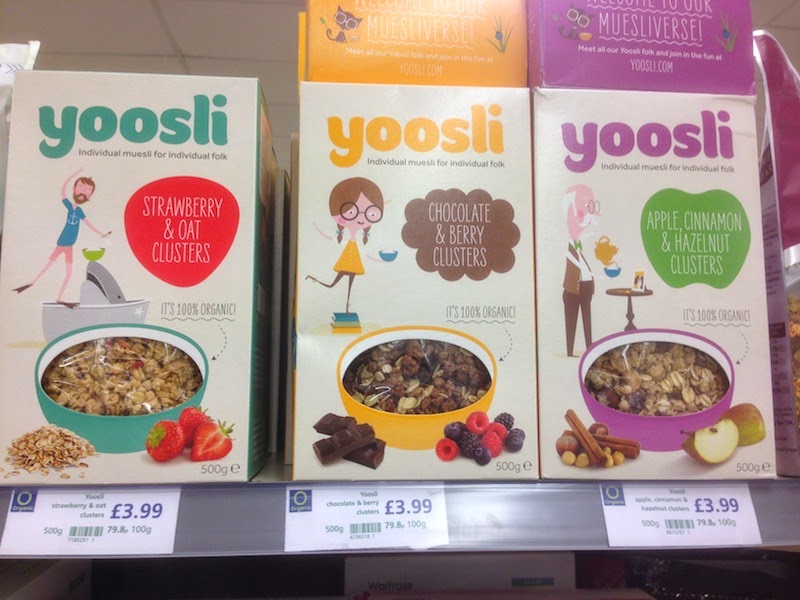 WELCOME TO OUR
MUESLIVERSE!
Meet all our Yoosli folk and join in the fun at
YOOSLI.COM
WELCOME TO OUR
MUESLIVERSE!
Meet all our Yoosli folk and join in the fun at
YOOSLI.COM
yoosli
Individual muesli for individual folk
STRAWBERRY
& OAT
CLUSTERS
IT'S 100% ORGANIC!
500g e
yoosli
Individual muesli for individual folk
CHOCOLATE
& BERRY
CLUSTERS
IT'S 100% ORGANIC!
500g e
yoosli
Individual muesli for individual folk
APPLE, CINNAMON
& HAZELNUT
CLUSTERS
IT'S 100% ORGANIC!
500g e
Organic
Yoosli
strawberry & oat
clusters
£3.99
500g
79.8p 100g
Organic
Yoosli
chocolate & berry
clusters
£3.99
500g
79.8p 100g
Organic
Yoosli
apple, cinnamon &
hazelnut clusters
£3.99
500g
79.8p 100g
Waitrose